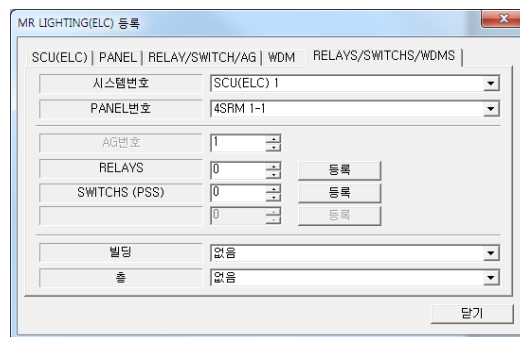 MR LIGHTING(ELC) 등록
SCU(ELC) PANEL RELAY/SWITCH/AG WDM RELAYS/SWITCHS/WDMS
시스템번호 SCU(ELC) 1
PANEL번호 4SRM 1-1
AG번호 1
RELAYS 0 등록
SWITCHS (PSS) 0 등록
0 등록
빌딩 없음
층 없음
닫기